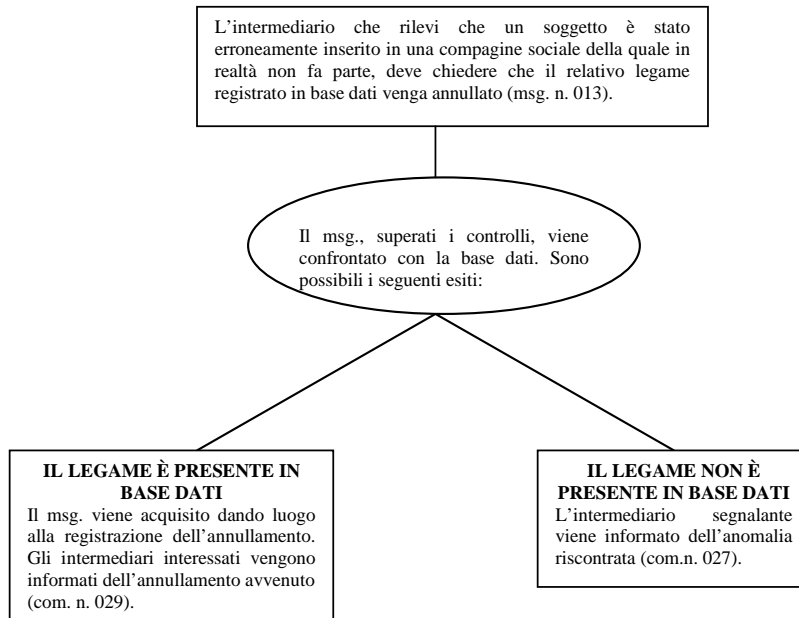 L'intermediario che rilevi che un soggetto è stato
erroneamente inserito in una compagine sociale della quale in
realtà non fa parte, deve chiedere che il relativo legame
registrato in base dati venga annullato (msg. n. 013).
Il msg., superati i controlli, viene
confrontato con la base dati. Sono
possibili i seguenti esiti:
IL LEGAME È PRESENTE IN
BASE DATI
Il msg. viene acquisito dando luogo
alla registrazione dell'annullamento.
Gli intermediari interessati vengono
informati dell'annullamento avvenuto
(com. n. 029).
IL LEGAME NON È
PRESENTE IN BASE DATI
L'intermediario segnalante
viene informato dell'anomalia
riscontrata (com.n. 027).